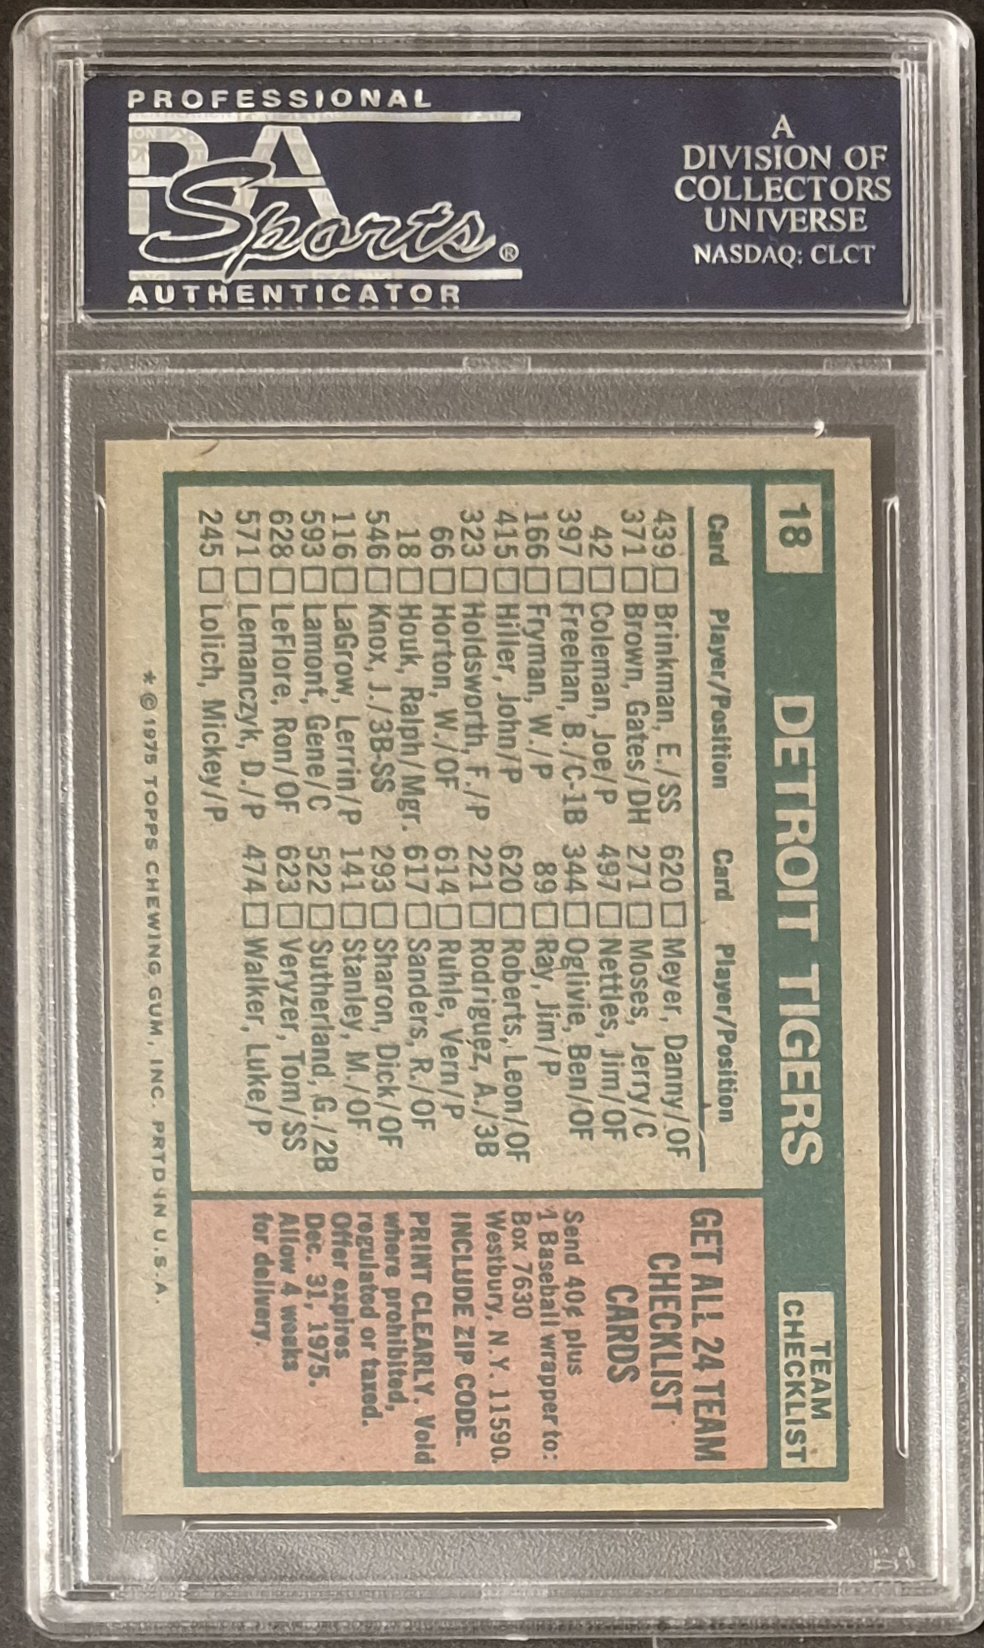 PROFESSIONAL
PSA
Sports®
AUTHENTICATOR
A
DIVISION OF
COLLECTORS
UNIVERSE
NASDAQ: CLCT
18
DETROIT TIGERS
TEAM
CHECKLIST
Card Player/Position Card Player/Position
439 Brinkman, E./SS 620 Meyer, Danny/OF
371 Brown, Gates/DH 271 Moses, Jerry/C
42 Coleman, Joe/P 497 Nettles, Jim/OF
397 Freehan, B./C-1B 344 Oglivie, Ben/OF
166 Fryman, W./P 89 Ray, Jim/P
415 Hiller, John/P 620 Roberts, Leon/OF
323 Holdsworth, F./P 221 Rodriguez, A./3B
66 Horton, W./OF 614 Ruhle, Vern/P
18 Houk, Ralph/Mgr. 617 Sanders, R./OF
546 Knox, J./3B-SS 293 Sharon, Dick/OF
116 LaGrow, Lerrin/P 141 Stanley, M./OF
593 Lamont, Gene/C 522 Sutherland, G/2B
628 LeFlore, Ron/OF 623 Veryzer, Tom/SS
571 Lemanczyk, D./P 474 Walker, Luke/P
245 Lolich, Mickey/P
GET ALL 24 TEAM
CHECKLIST
CARDS
Send 40¢ plus
1 Baseball wrapper to:
Box 7630
Westbury, N.Y. 11590.
INCLUDE ZIP CODE.
PRINT CLEARLY. Void
where prohibited,
regulated or taxed.
Offer expires
Dec. 31, 1975.
Allow 4 weeks
for delivery.
* © 1975 TOPPS CHEWING GUM, INC. PRTD IN U.S.A.